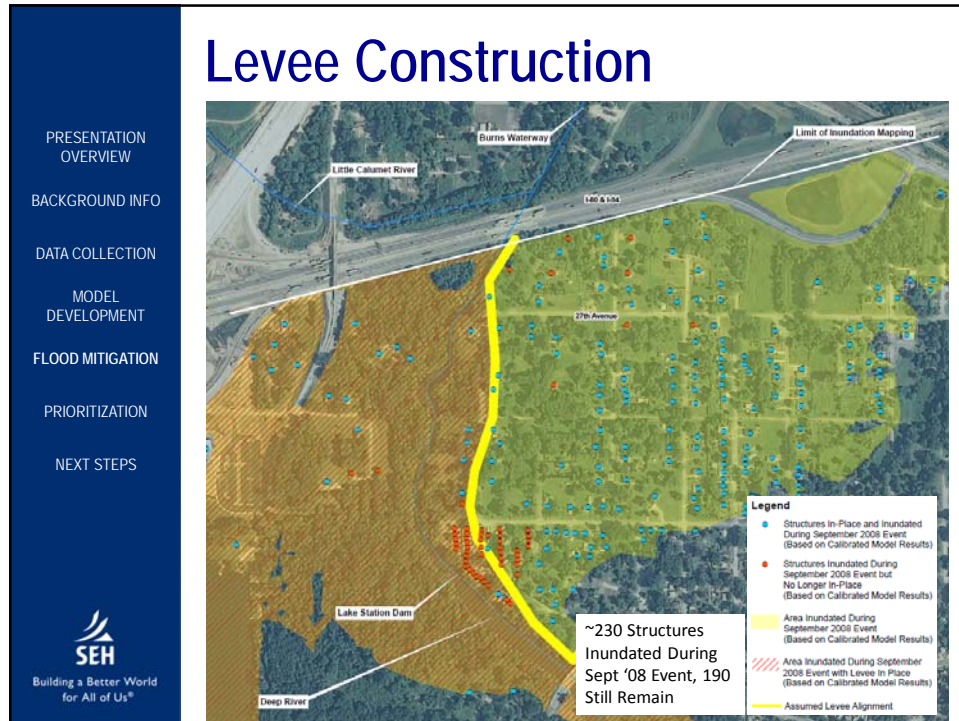 Levee Construction
PRESENTATION
OVERVIEW
BACKGROUND INFO
DATA COLLECTION
MODEL
DEVELOPMENT
FLOOD MITIGATION
PRIORITIZATION
NEXT STEPS
SEH
Building a Better World
for All of Us®
Burns Waterway
Limit of Inundation Mapping
Little Calumet River
I-80 & I-94
27th Avenue
Lake Station Dam
Deep River
~230 Structures
Inundated During
Sept ‘08 Event, 190
Still Remain
Legend
Structures In-Place and Inundated
During September 2008 Event
(Based on Calibrated Model Results)
Structures Inundated During
September 2008 Event but
No Longer In-Place
(Based on Calibrated Model Results)
Area Inundated During
September 2008 Event
(Based on Calibrated Model Results)
Area Inundated During September
2008 Event with Levee In Place
(Based on Calibrated Model Results)
Assumed Levee Alignment